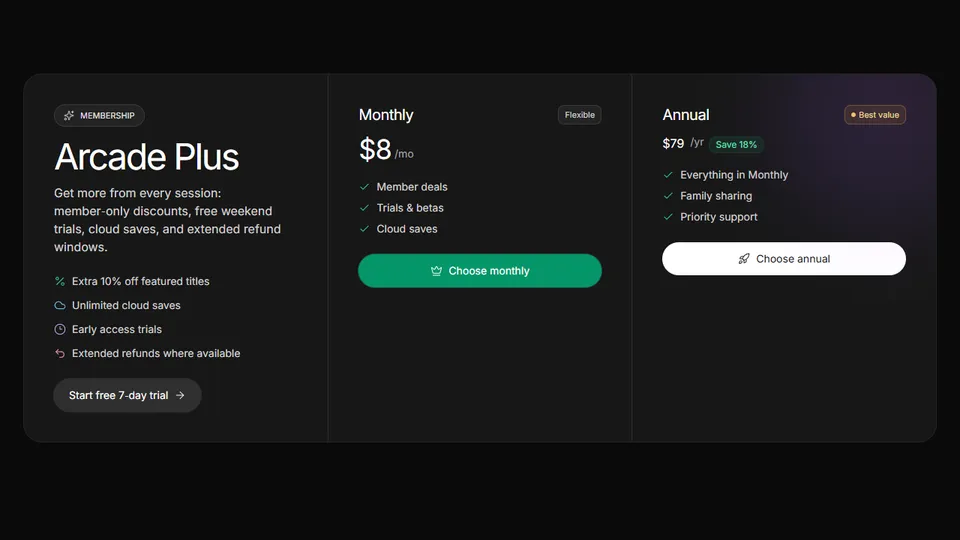 MEMBERSHIP
Arcade Plus
Get more from every session:
member-only discounts, free weekend
trials, cloud saves, and extended refund
windows.
Extra 10% off featured titles
Unlimited cloud saves
Early access trials
Extended refunds where available
Start free 7-day trial
Monthly
Flexible
$8 /mo
Member deals
Trials & betas
Cloud saves
Choose monthly
Annual
Best value
$79 /yr
Save 18%
Everything in Monthly
Family sharing
Priority support
Choose annual